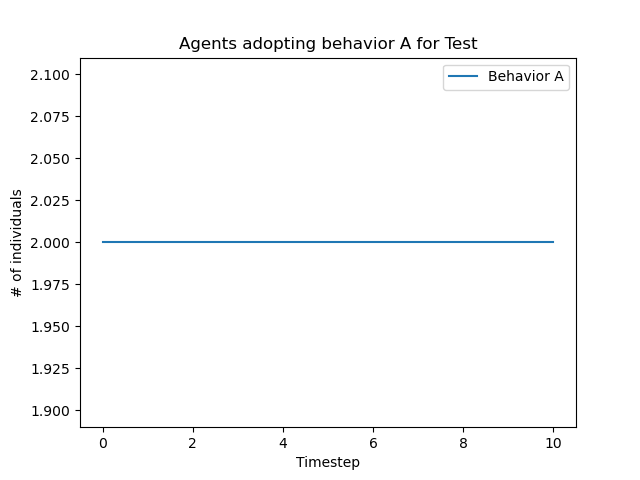 Agents adopting behavior A for Test
Behavior A
2.100
2.075
2.050
2.025
2.000
1.975
1.950
1.925
1.900
# of individuals
0 2 4 6 8 10
Timestep